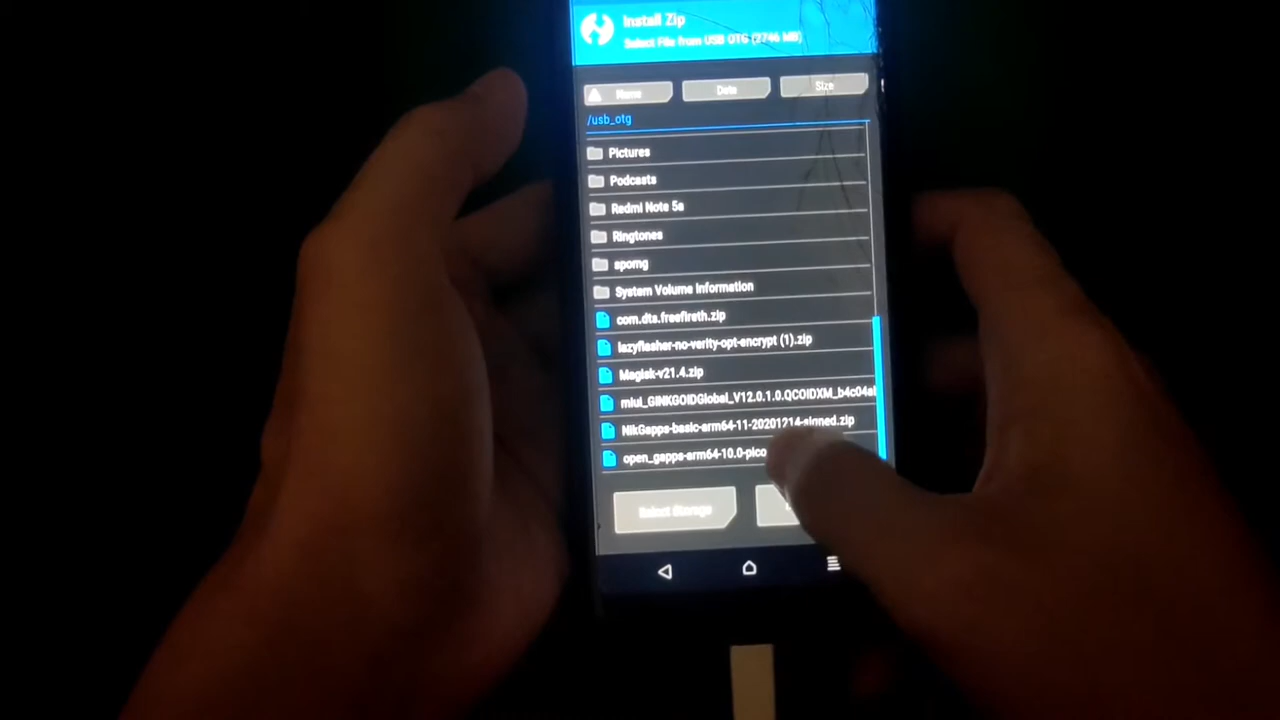 Install Zip
Select File from USB OTG (2746 MB)
Name
Date
Size
/usb_otg
Pictures
Podcasts
Redmi Note 5a
Ringtones
System Volume Information
com.dts.freefireth.zip
lazyflasher-no-verity-opt-encrypt (1).zip
Magisk-v21.4.zip
miui_GINKGOIDGlobal_V12.0.1.0.QCOIDXM_b4c04a
NikGapps-basic-arm64-11-20201214-signed.zip
open_gapps-arm64-10.0-pico
Select Storage